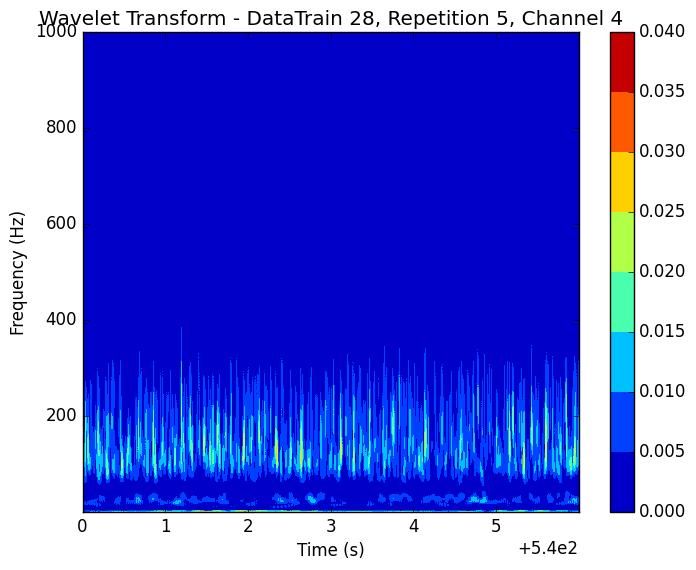 Wavelet Transform - DataTrain 28, Repetition 5, Channel 4
1000
800
600
400
200
Frequency (Hz)
0 1 2 3 4 5
Time (s)
+5.4e2
0.040
0.035
0.030
0.025
0.020
0.015
0.010
0.005
0.000